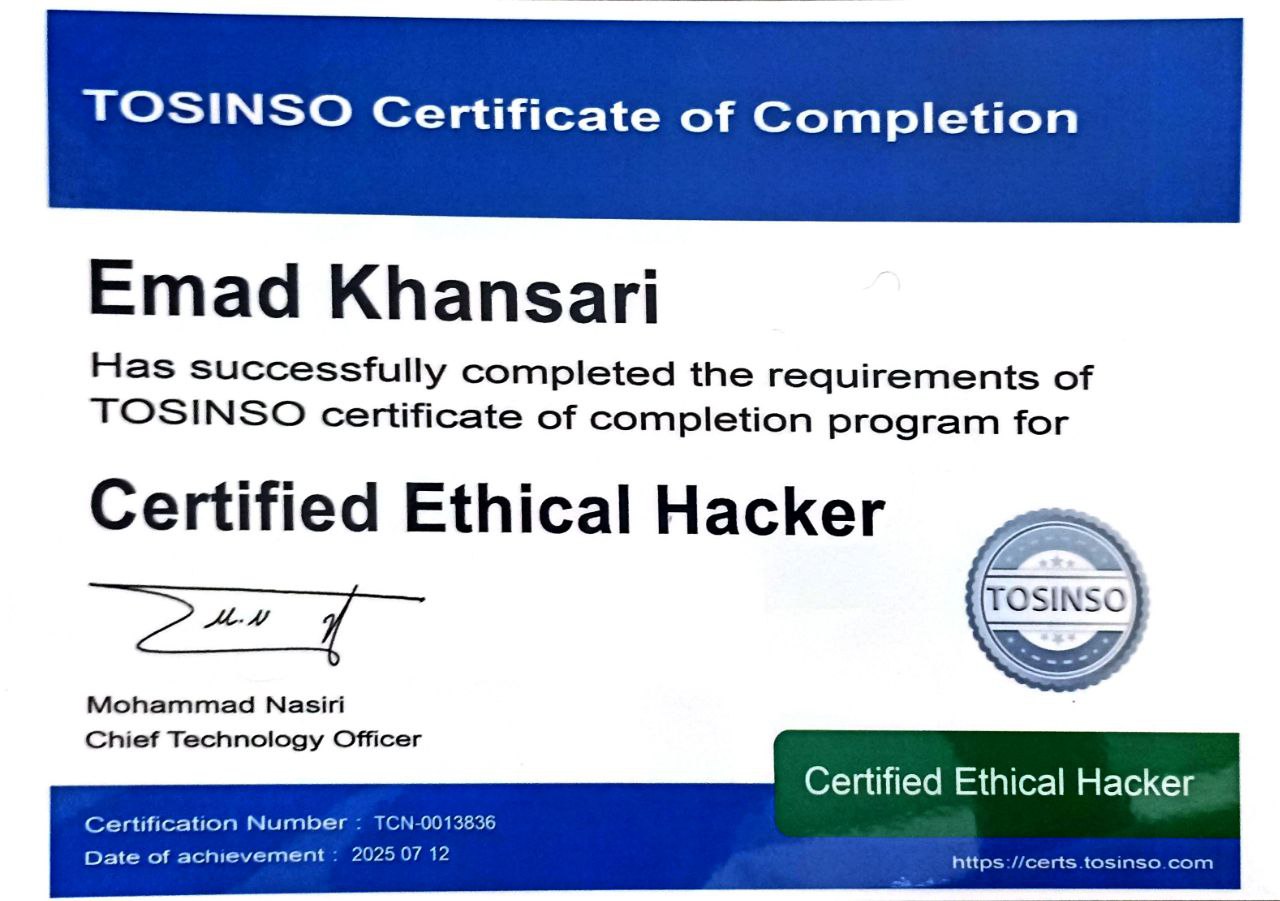 TOSINSO Certificate of Completion
Emad Khansari
Has successfully completed the requirements of
TOSINSO certificate of completion program for
Certified Ethical Hacker
TOSINSO
M.N
Mohammad Nasiri
Chief Technology Officer
Certified Ethical Hacker
Certification Number : TCN-0013836
Date of achievement : 2025 07 12
https://certs.tosinso.com